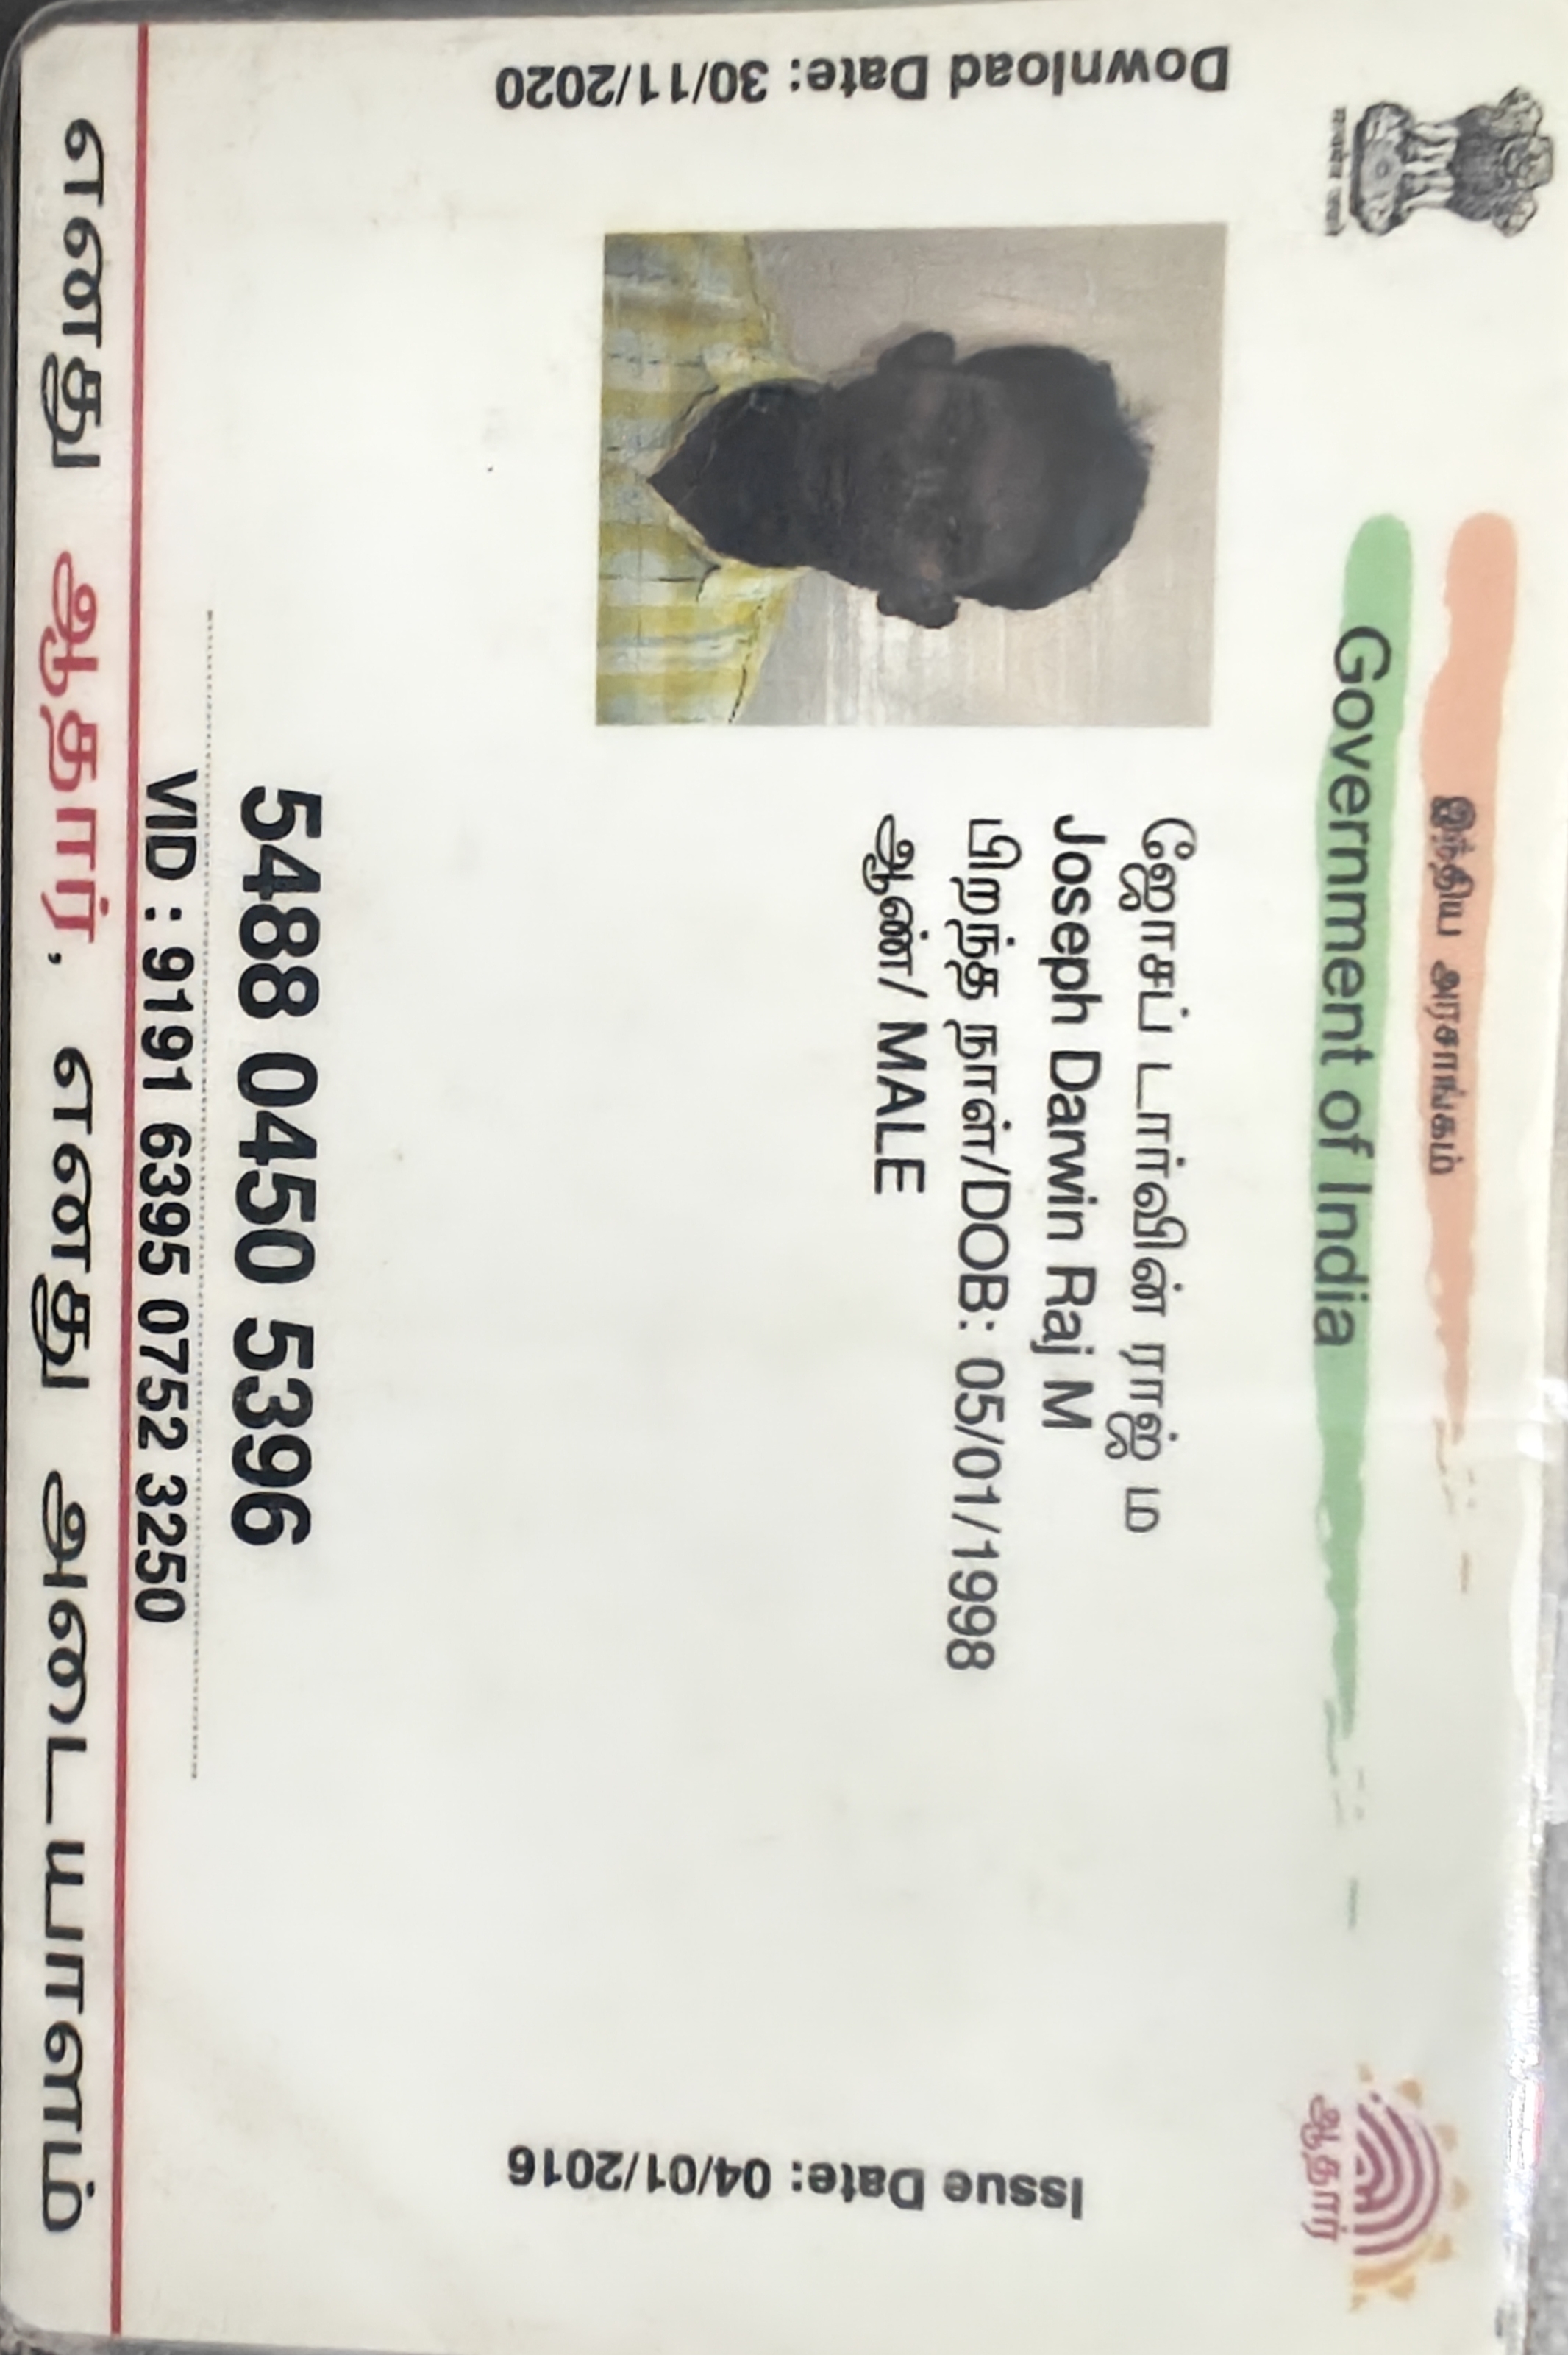 இந்திய அரசாங்கம்
Government of India
Download Date: 30/11/2020
ஜோசப் டார்வின் ராஜ் ம
Joseph Darwin Raj M
பிறந்த நாள்/DOB: 05/01/1998
ஆண்/ MALE
Issue Date: 04/01/2016
ஆதார்
5488 0450 5396
VID : 9191 6395 0752 3250
எனது ஆதார், எனது அடையாளம்